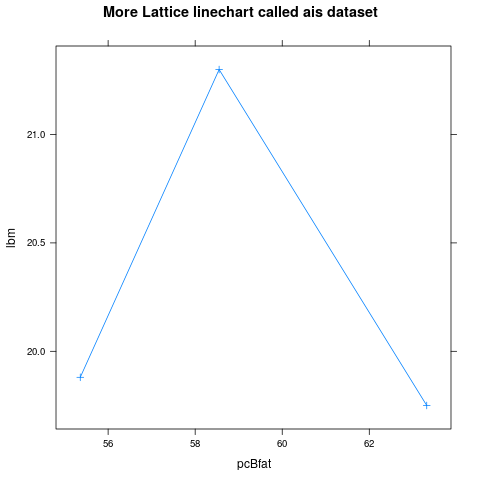 More Lattice linechart called ais dataset
21.0
20.5
20.0
lbm
56 58 60 62
pcBfat